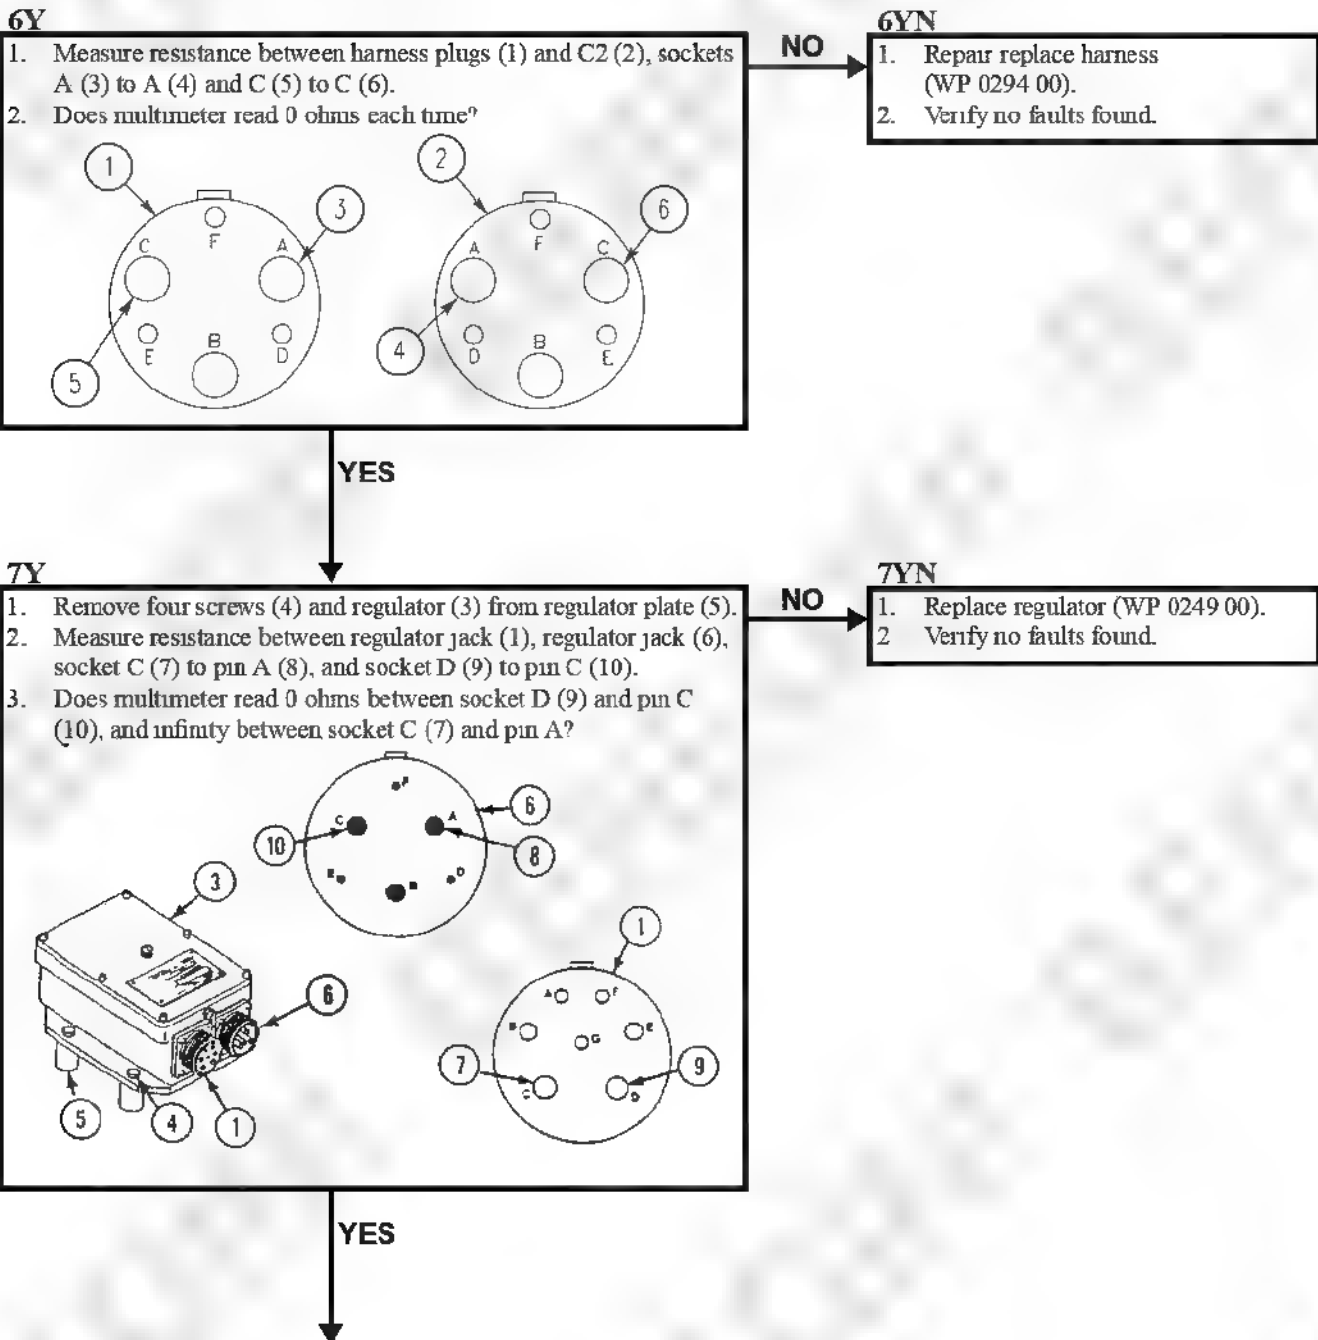 6Y
1. Measure resistance between harness plugs (1) and C2 (2), sockets
A (3) to A (4) and C (5) to C (6).
2. Does multimeter read 0 ohms each time?
1
2
3
6
C
F
A
A
F
C
E
B
D
D
B
E
5
4
NO
6YN
1. Repair replace harness
(WP 0294 00).
2. Verify no faults found.
YES
7Y
1. Remove four screws (4) and regulator (3) from regulator plate (5).
2. Measure resistance between regulator jack (1), regulator jack (6),
socket C (7) to pin A (8), and socket D (9) to pin C (10).
3. Does multimeter read 0 ohms between socket D (9) and pin C
(10), and infinity between socket C (7) and pin A?
F
6
C
A
10
8
E
B
D
3
1
6
A
F
B
E
G
7
9
C
D
5
4
1
NO
7YN
1. Replace regulator (WP 0249 00).
2 Verify no faults found.
YES